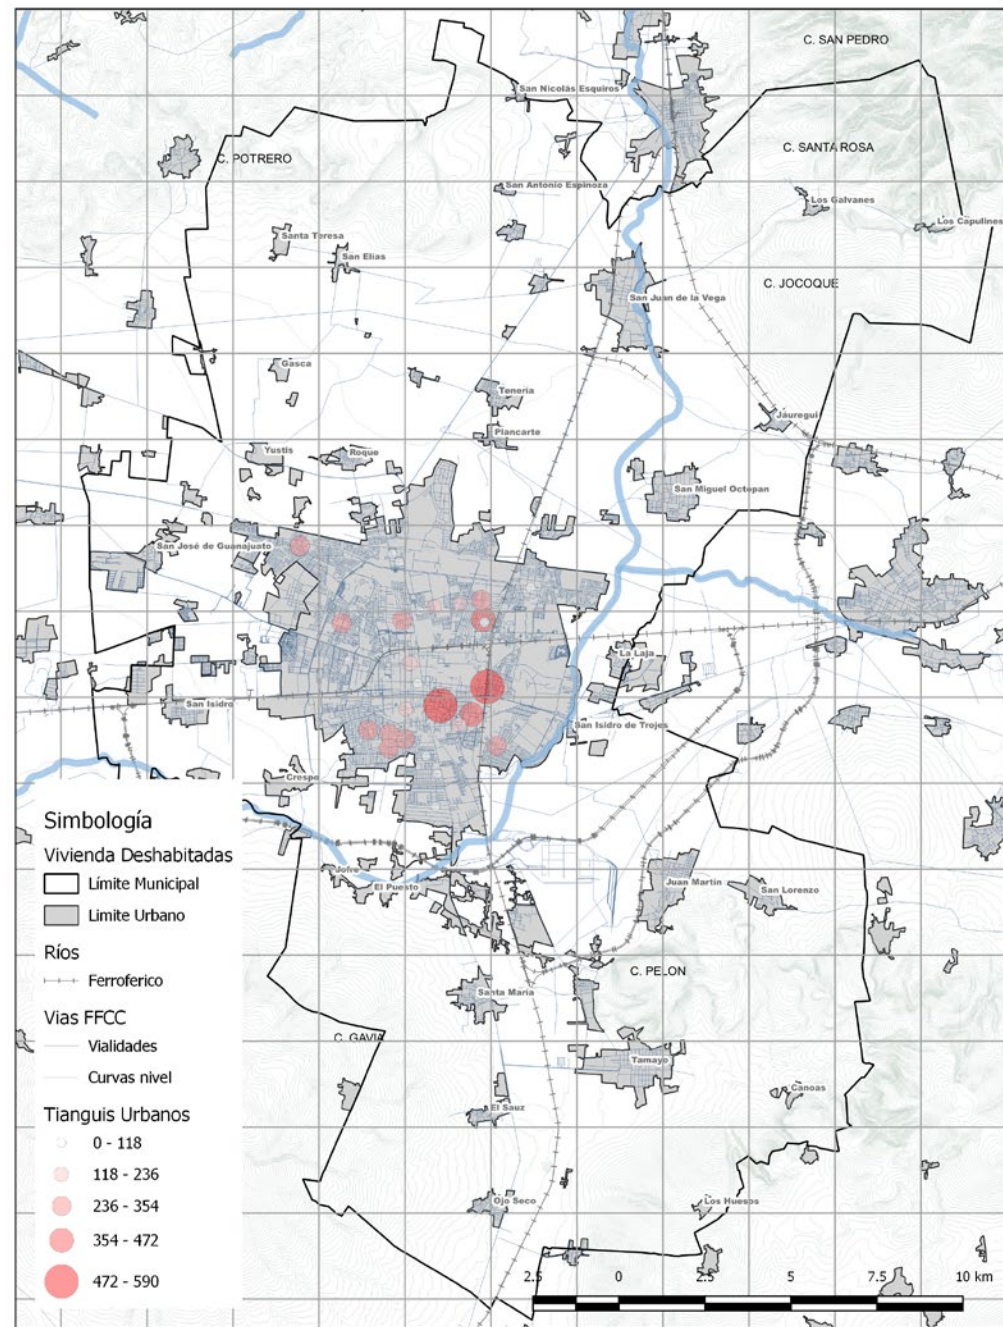 C. SAN PEDRO
San Nicolás Esquiros
C. POTRERO
C. SANTA ROSA
San Antonio Espinoza
Los Galvanes
Los Capulines
Santa Teresa
San Elías
C. JOCOQUE
San Juan de la Vega
Gasca
Tenería
Jáuregui
Plancarte
Yustis
Roque
San Miguel Octopan
San José de Guanajuato
La Laja
San Isidro
San Isidro de Trojes
Crespo
Jofre
El Puesto
Juan Martín
San Lorenzo
C. PELON
Santa María
C. GAVIA
Tamayo
Canoas
El Sauz
Ojo Seco
Los Huesos
Simbología
Vivienda Deshabitadas
Límite Municipal
Limite Urbano
Ríos
Ferroferico
Vias FFCC
Vialidades
Curvas nivel
Tianguis Urbanos
0 - 118
118 - 236
236 - 354
354 - 472
472 - 590
2.5 0 2.5 5 7.5 10 km